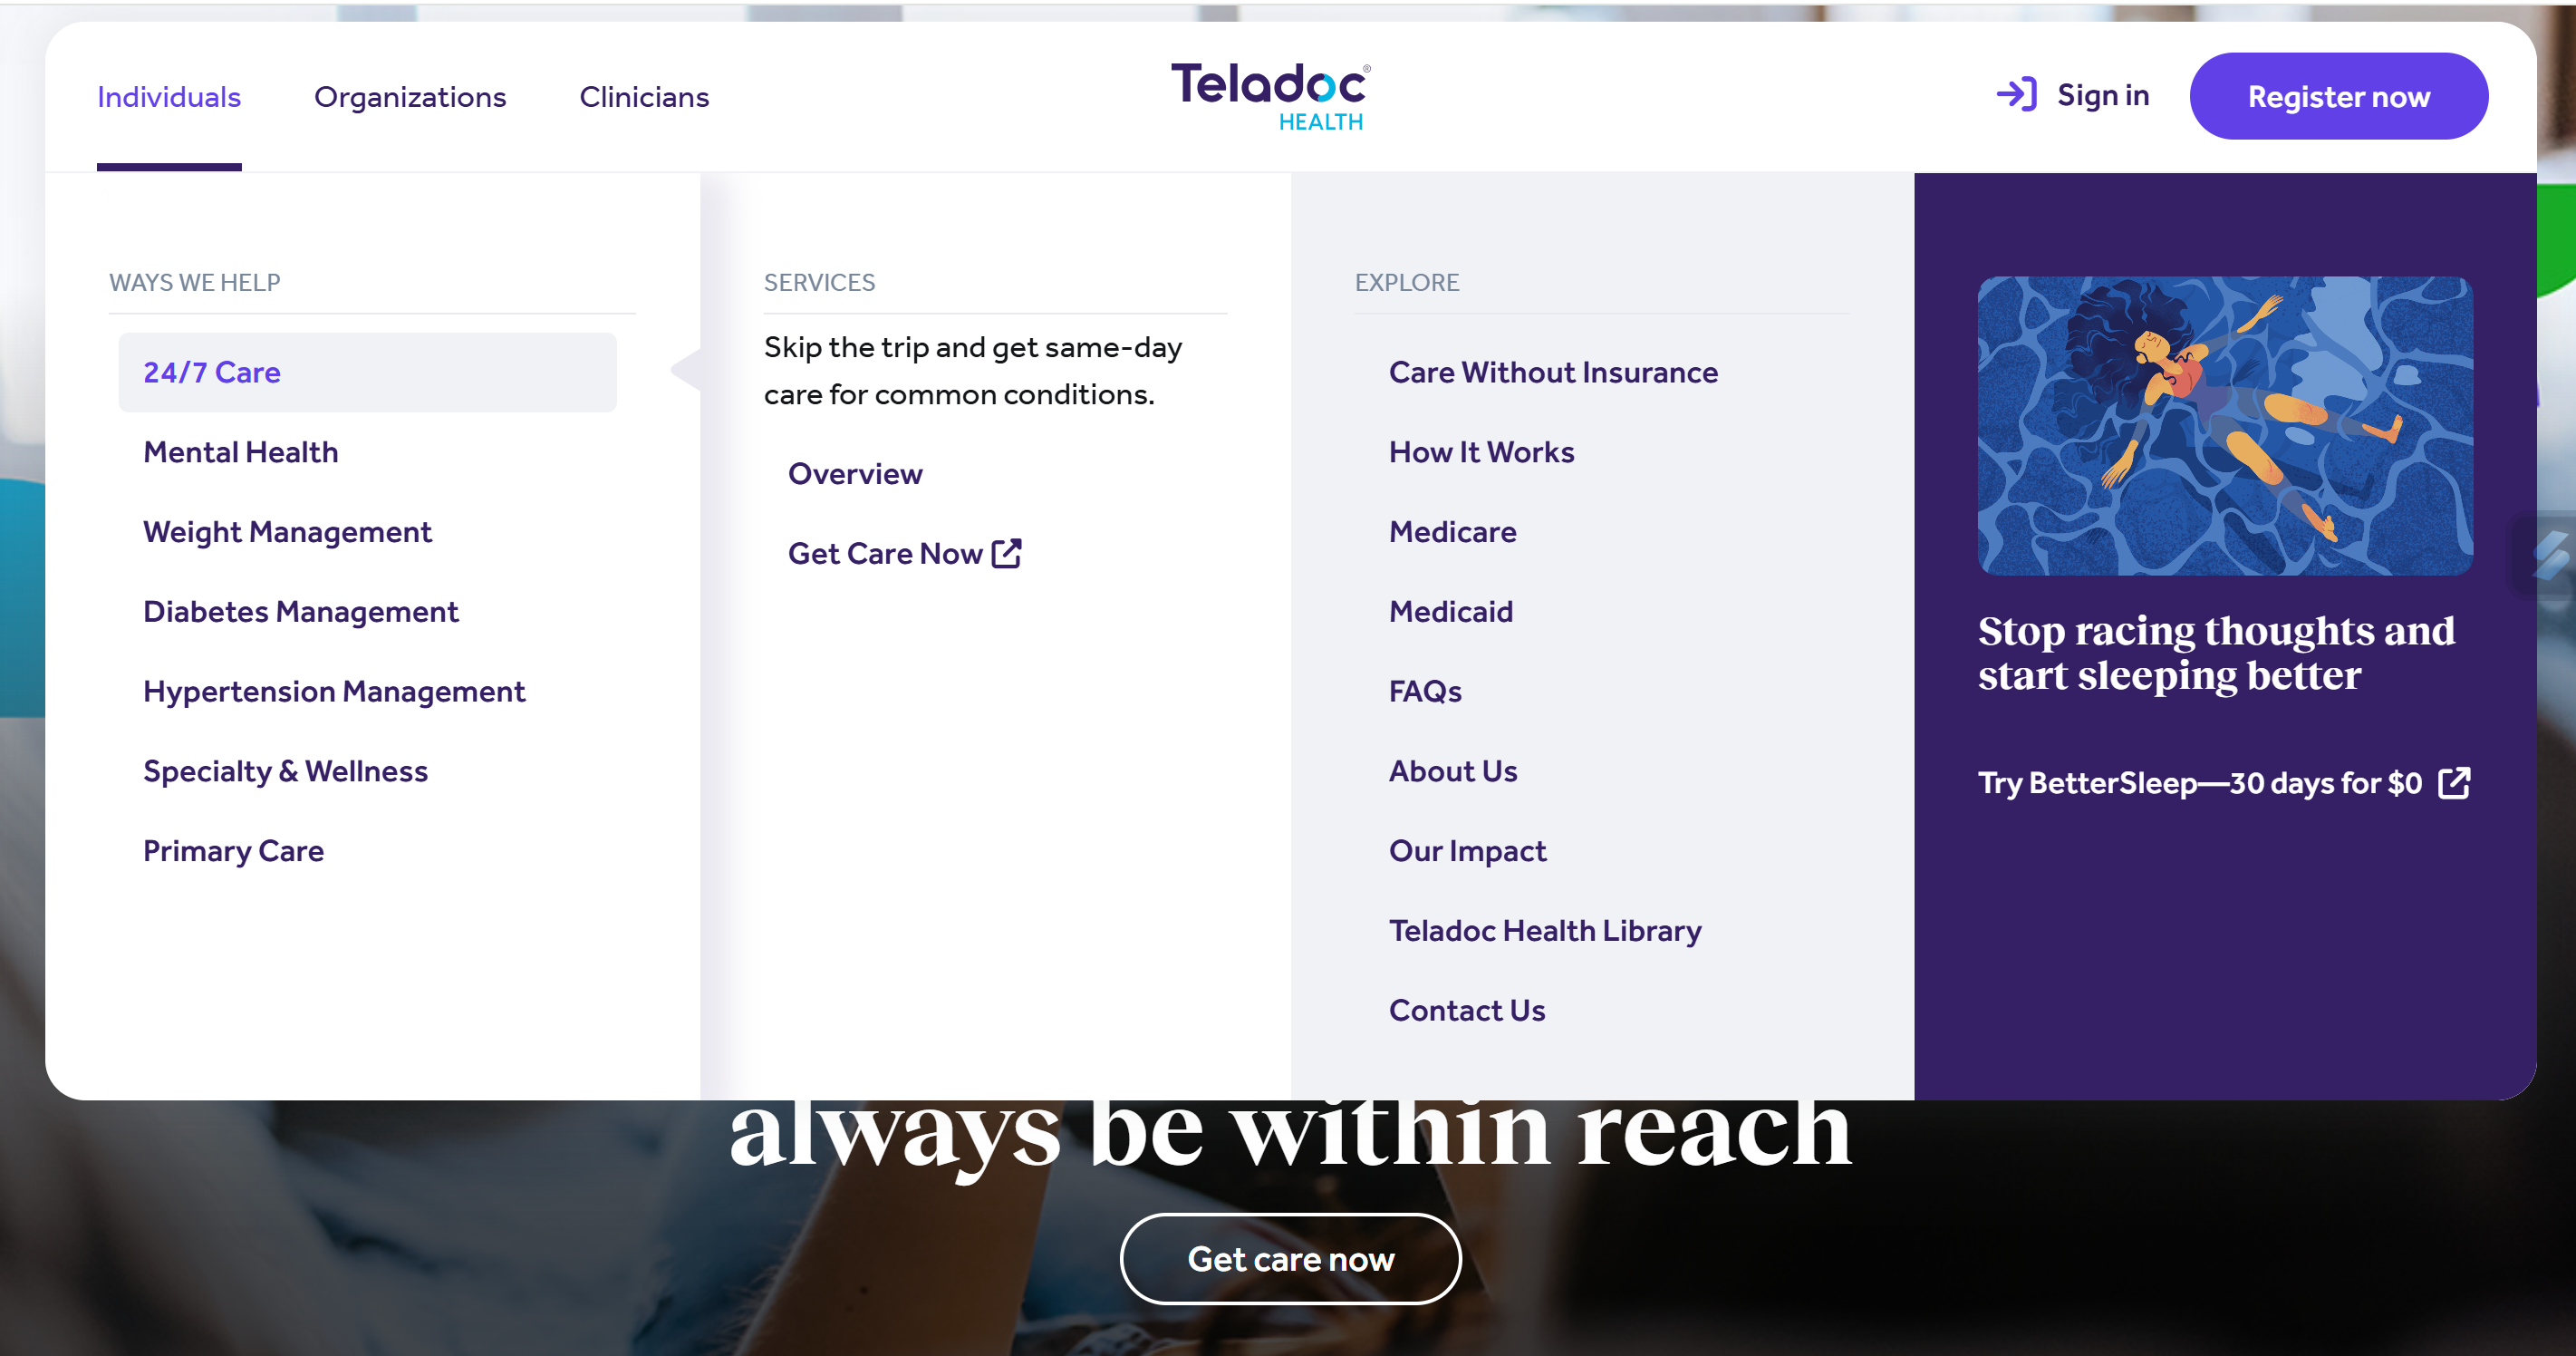 Individuals
Organizations
Clinicians
Teladoc®
HEALTH
Sign in
Register now
WAYS WE HELP
24/7 Care
Mental Health
Weight Management
Diabetes Management
Hypertension Management
Specialty & Wellness
Primary Care
SERVICES
Skip the trip and get same-day
care for common conditions.
Overview
Get Care Now
EXPLORE
Care Without Insurance
How It Works
Medicare
Medicaid
FAQs
About Us
Our Impact
Teladoc Health Library
Contact Us
Stop racing thoughts and
start sleeping better
Try BetterSleep—30 days for $0
always be within reach
Get care now